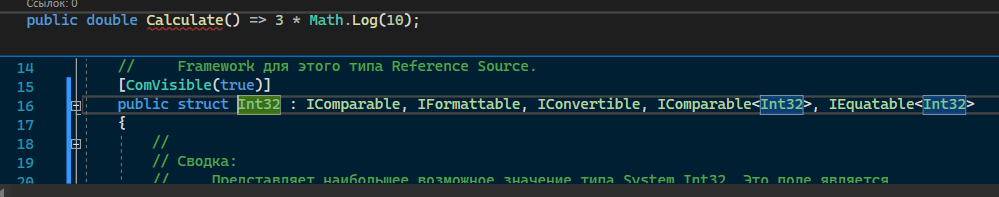 Ссылок: 0
public double Calculate() => 3 * Math.Log(10);
14 // Framework для этого типа Reference Source.
15 [ComVisible(true)]
16 public struct Int32 : IComparable, IFormattable, IConvertible, IComparable<Int32>, IEquatable<Int32>
17 {
18 //
19 // Сводка:
20 // Представляет наибольшее возможное значение типа System.Int32. Это поле является